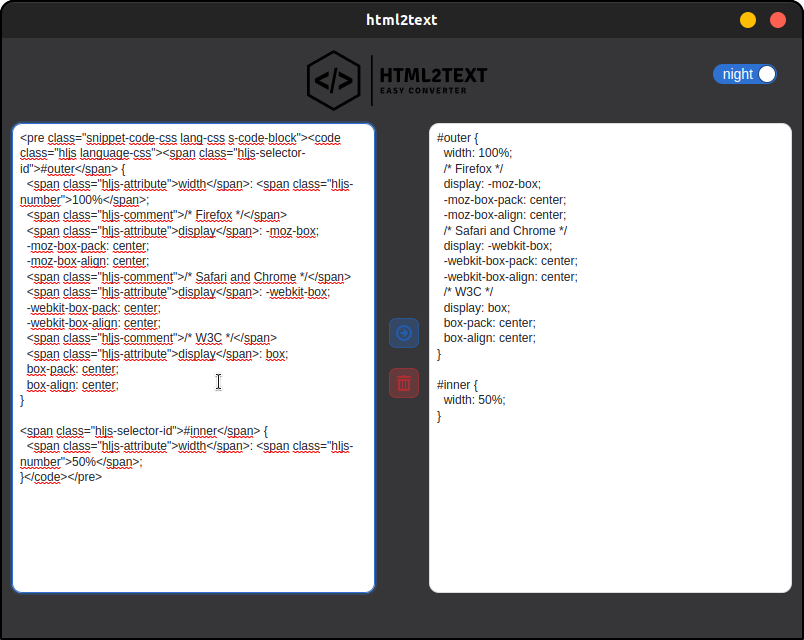 html2text
</>
HTML2TEXT
EASY CONVERTER
night
<pre class="snippet-code-css lang-css s-code-block"><code
class="hljs language-css"><span class="hljs-selector-
id">#outer</span> {
  <span class="hljs-attribute">width</span>: <span class="hljs-
number">100%</span>;
  <span class="hljs-comment">/* Firefox */</span>
  <span class="hljs-attribute">display</span>: -moz-box;
  -moz-box-pack: center;
  -moz-box-align: center;
  <span class="hljs-comment">/* Safari and Chrome */</span>
  <span class="hljs-attribute">display</span>: -webkit-box;
  -webkit-box-pack: center;
  -webkit-box-align: center;
  <span class="hljs-comment">/* W3C */</span>
  <span class="hljs-attribute">display</span>: box;
  box-pack: center;
  box-align: center;
}

<span class="hljs-selector-id">#inner</span> {
  <span class="hljs-attribute">width</span>: <span class="hljs-
number">50%</span>;
}</code></pre>
#outer {
  width: 100%;
  /* Firefox */
  display: -moz-box;
  -moz-box-pack: center;
  -moz-box-align: center;
  /* Safari and Chrome */
  display: -webkit-box;
  -webkit-box-pack: center;
  -webkit-box-align: center;
  /* W3C */
  display: box;
  box-pack: center;
  box-align: center;
}

#inner {
  width: 50%;
}